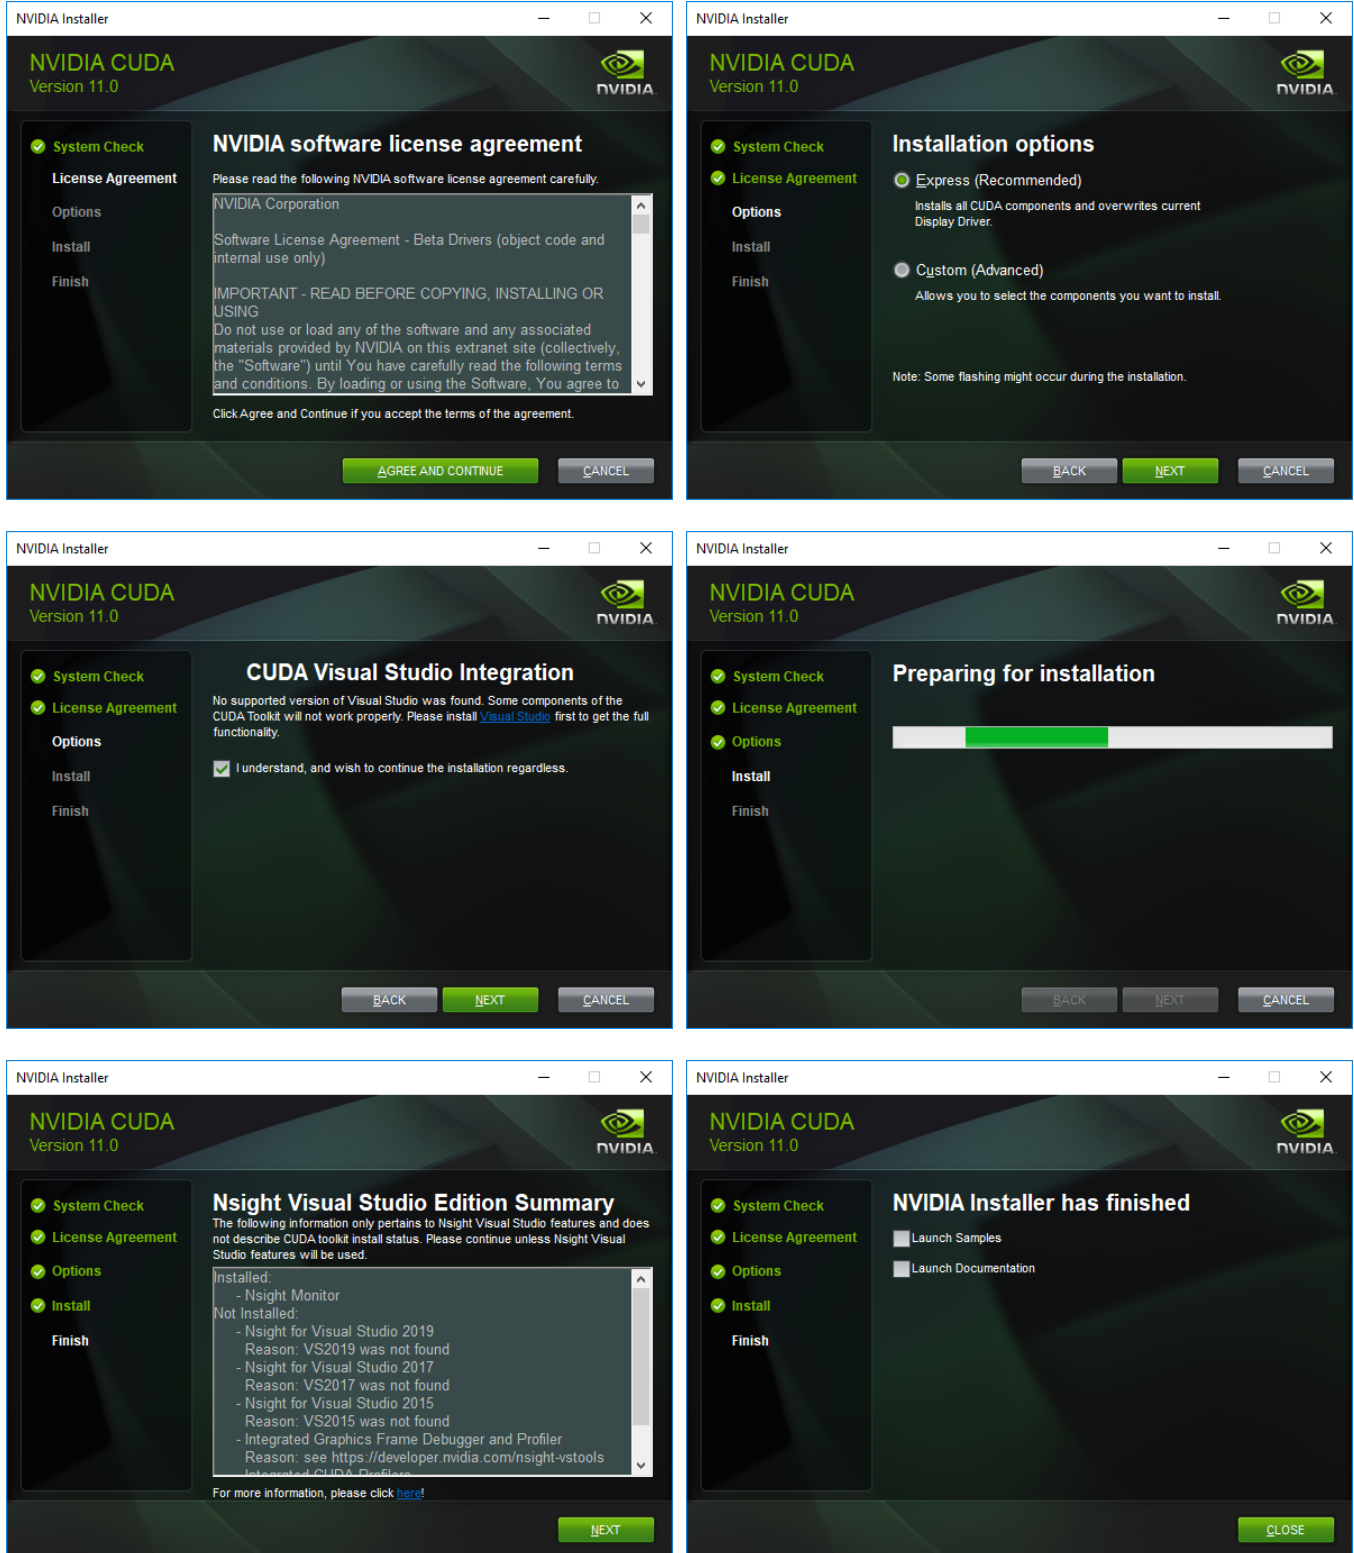 NVIDIA Installer
NVIDIA CUDA
Version 11.0
NVIDIA
System Check
License Agreement
Options
Install
Finish
NVIDIA software license agreement
Please read the following NVIDIA software license agreement carefully.
NVIDIA Corporation
Software License Agreement - Beta Drivers (object code and
internal use only)
IMPORTANT - READ BEFORE COPYING, INSTALLING OR
USING
Do not use or load any of the software and any associated
materials provided by NVIDIA on this extranet site (collectively,
the "Software") until You have carefully read the following terms
and conditions. By loading or using the Software, You agree to
Click Agree and Continue if you accept the terms of the agreement.
AGREE AND CONTINUE
CANCEL
NVIDIA Installer
NVIDIA CUDA
Version 11.0
NVIDIA
System Check
License Agreement
Options
Install
Finish
Installation options
Express (Recommended)
Installs all CUDA components and overwrites current
Display Driver.
Custom (Advanced)
Allows you to select the components you want to install.
Note: Some flashing might occur during the installation.
BACK
NEXT
CANCEL
NVIDIA Installer
NVIDIA CUDA
Version 11.0
NVIDIA
System Check
License Agreement
Options
Install
Finish
CUDA Visual Studio Integration
No supported version of Visual Studio was found. Some components of the
CUDA Toolkit will not work properly. Please install Visual Studio first to get the full
functionality.
I understand, and wish to continue the installation regardless.
BACK
NEXT
CANCEL
NVIDIA Installer
NVIDIA CUDA
Version 11.0
NVIDIA
System Check
License Agreement
Options
Install
Finish
Preparing for installation
BACK
NEXT
CANCEL
NVIDIA Installer
NVIDIA CUDA
Version 11.0
NVIDIA
System Check
License Agreement
Options
Install
Finish
Nsight Visual Studio Edition Summary
The following information only pertains to Nsight Visual Studio features and does
not describe CUDA toolkit install status. Please continue unless Nsight Visual
Studio features will be used.
Installed:
- Nsight Monitor
Not Installed:
- Nsight for Visual Studio 2019
Reason: VS2019 was not found
- Nsight for Visual Studio 2017
Reason: VS2017 was not found
- Nsight for Visual Studio 2015
Reason: VS2015 was not found
- Integrated Graphics Frame Debugger and Profiler
Reason: see https://developer.nvidia.com/nsight-vstools
- Integrated CUDA Profilers
For more information, please click here!
NEXT
NVIDIA Installer
NVIDIA CUDA
Version 11.0
NVIDIA
System Check
License Agreement
Options
Install
Finish
NVIDIA Installer has finished
Launch Samples
Launch Documentation
CLOSE